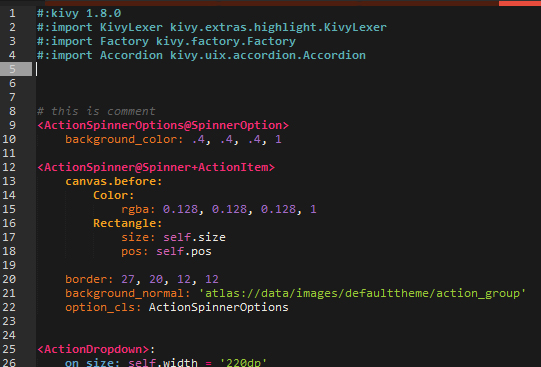 1 #:kivy 1.8.0
2 #:import KivyLexer kivy.extras.highlight.KivyLexer
3 #:import Factory kivy.factory.Factory
4 #:import Accordion kivy.uix.accordion.Accordion
5
6
7
8 # this is comment
9 <ActionSpinnerOptions@SpinnerOption>
10 background_color: .4, .4, .4, 1
11
12 <ActionSpinner@Spinner+ActionItem>
13 canvas.before:
14 Color:
15 rgba: 0.128, 0.128, 0.128, 1
16 Rectangle:
17 size: self.size
18 pos: self.pos
19
20 border: 27, 20, 12, 12
21 background_normal: 'atlas://data/images/defaulttheme/action_group'
22 option_cls: ActionSpinnerOptions
23
24
25 <ActionDropdown>:
26 on_size: self.width = '220dp'